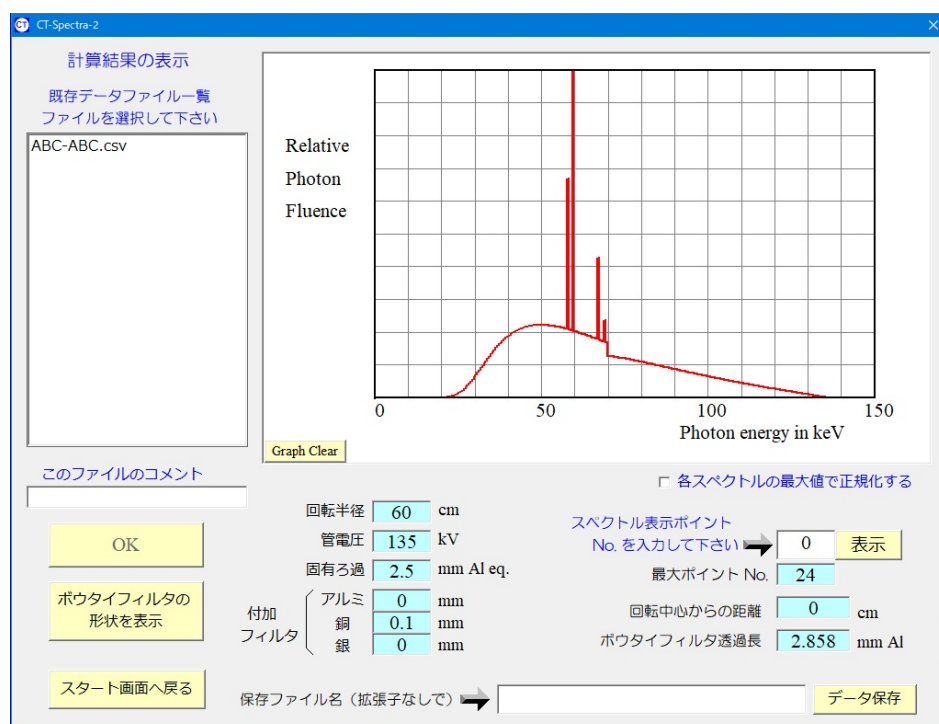 CT CT-Spectra-2
計算結果の表示
既存データファイル一覧
ファイルを選択して下さい
ABC-ABC.csv
このファイルのコメント
OK
ボウタイフィルタの
形状を表示
スタート画面へ戻る
Relative
Photon
Fluence
0 50 100 150
Photon energy in keV
Graph Clear
各スペクトルの最大値で正規化する
回転半径 60 cm
管電圧 135 kV
固有ろ過 2.5 mm Al eq.
付加
フィルタ
アルミ 0 mm
銅 0.1 mm
銀 0 mm
スペクトル表示ポイント
No. を入力して下さい 0 表示
最大ポイント No. 24
回転中心からの距離 0 cm
ボウタイフィルタ透過長 2.858 mm Al
保存ファイル名（拡張子なしで） データ保存